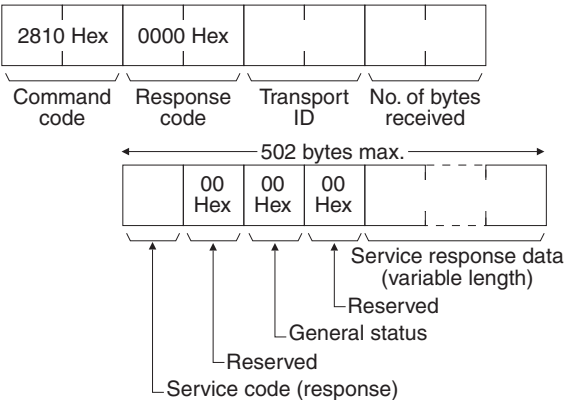 2810 Hex 0000 Hex
Command code
Response code
Transport ID
No. of bytes received
502 bytes max.
00 Hex
00 Hex
00 Hex
Service response data
(variable length)
Reserved
General status
Reserved
Service code (response)